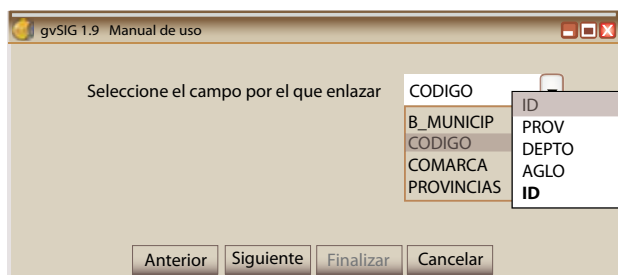 gvSIG 1.9 Manual de uso
Seleccione el campo por el que enlazar CODIGO
ID
B_MUNICIP PROV
CODIGO DEPTO
COMARCA AGLO
PROVINCIAS ID
Anterior Siguiente Finalizar Cancelar